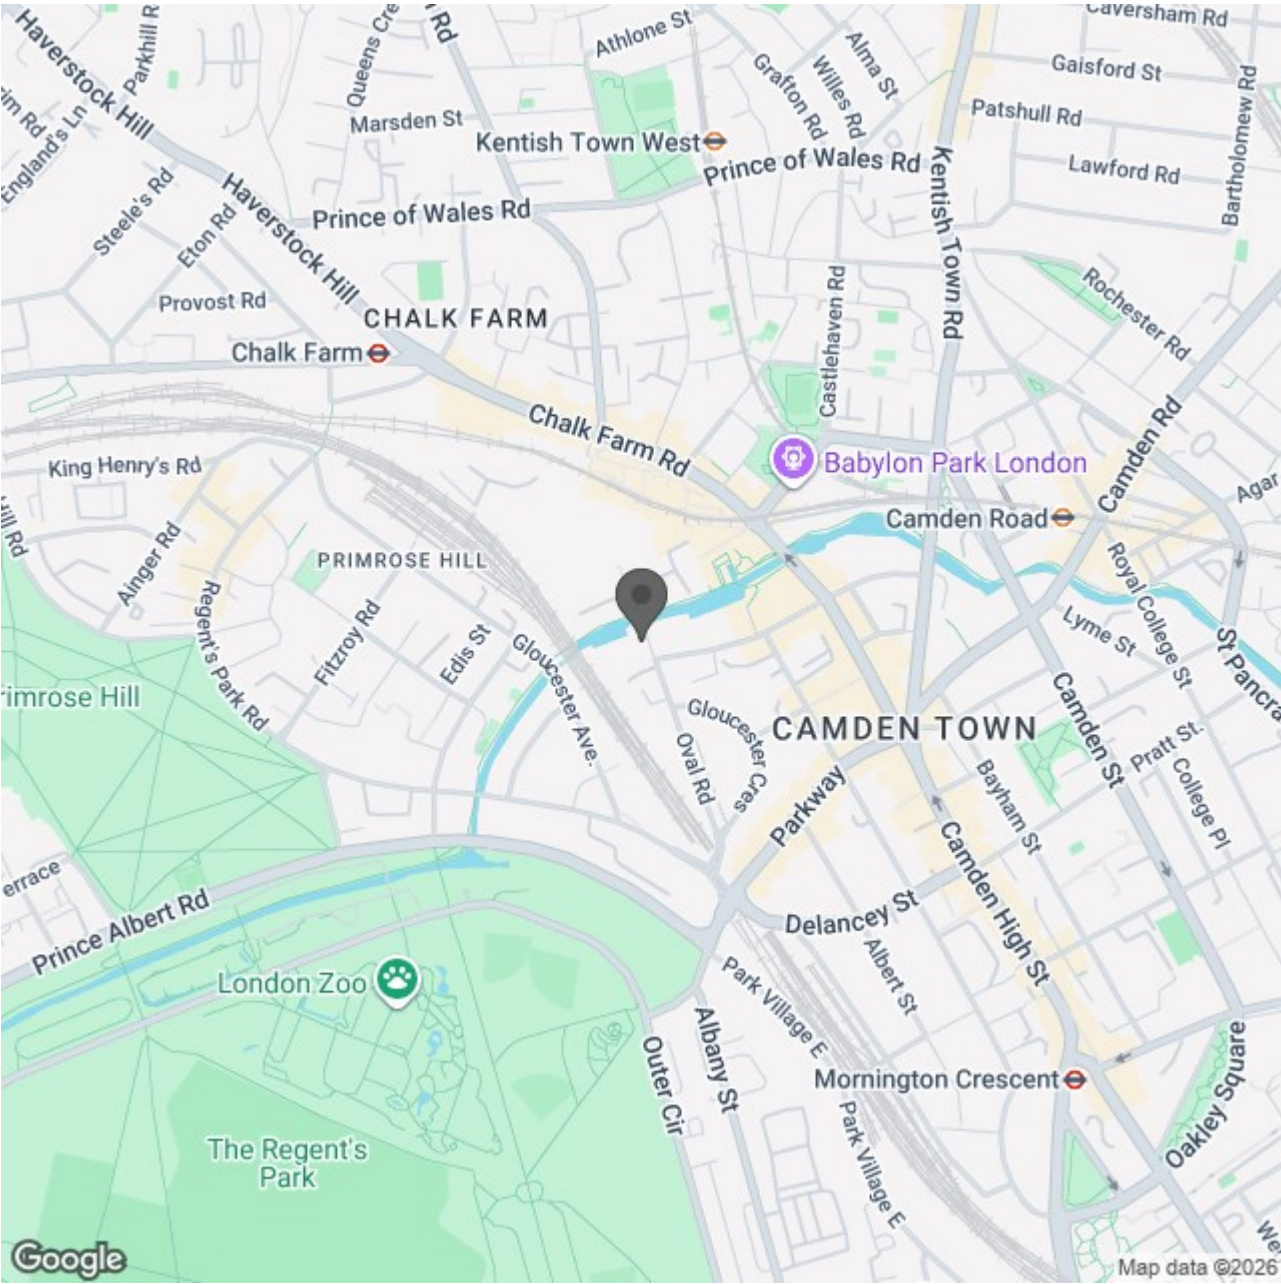 Haverstock Hill
Parkhill R
Queens Cre
Rd
Athlone St
Grafton Rd
Willes Rd
Alma St
Caversham Rd
Gaisford St
Patshull Rd
Lawford Rd
Bartholomew Rd
England's Ln
Marsden St
Kentish Town West
Prince of Wales Rd
Kentish Town Rd
Steele's Rd
Eton Rd
Haverstock Hill
Prince of Wales Rd
Provost Rd
CHALK FARM
Chalk Farm
Castlehaven Rd
Rochester Rd
Chalk Farm Rd
Camden Rd
King Henry's Rd
Babylon Park London
Agar
Camden Road
Ainger Rd
PRIMROSE HILL
Regent's Park Rd
Fitzroy Rd
Edis St
Gloucester Ave.
Royal College St
Lyme St
St Pancra
rimrose Hill
Gloucester Cres
Oval Rd
CAMDEN TOWN
Camden St
Pratt St.
College Pl
Parkway
Bayham St
Camden High St
errace
Prince Albert Rd
Delancey St
Albert St
London Zoo
Park Village E
Albany St
Outer Cir
Mornington Crescent
Oakley Square
The Regent's
Park
Park Village E
Google
Map data ©2026